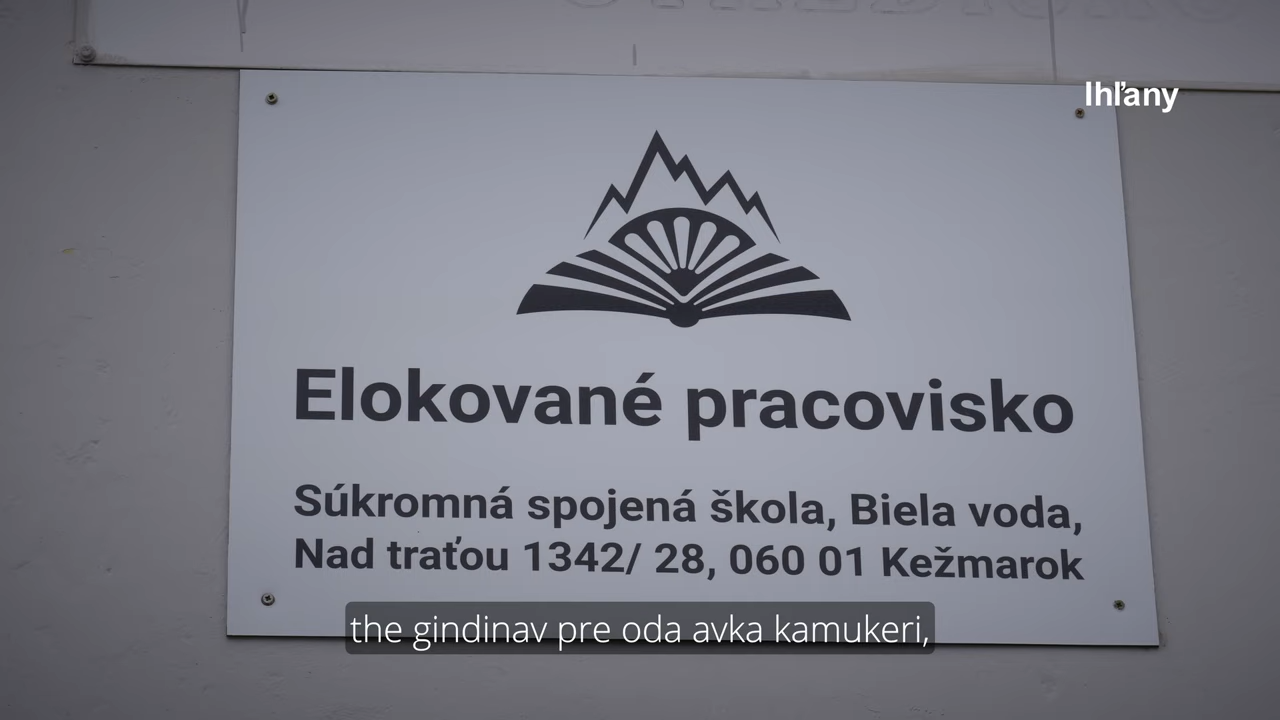 Ihľany
Elokované pracovisko
Súkromná spojená škola, Biela voda,
Nad traťou 1342/ 28, 060 01 Kežmarok
the gindinav pre oda avka kamukeri,